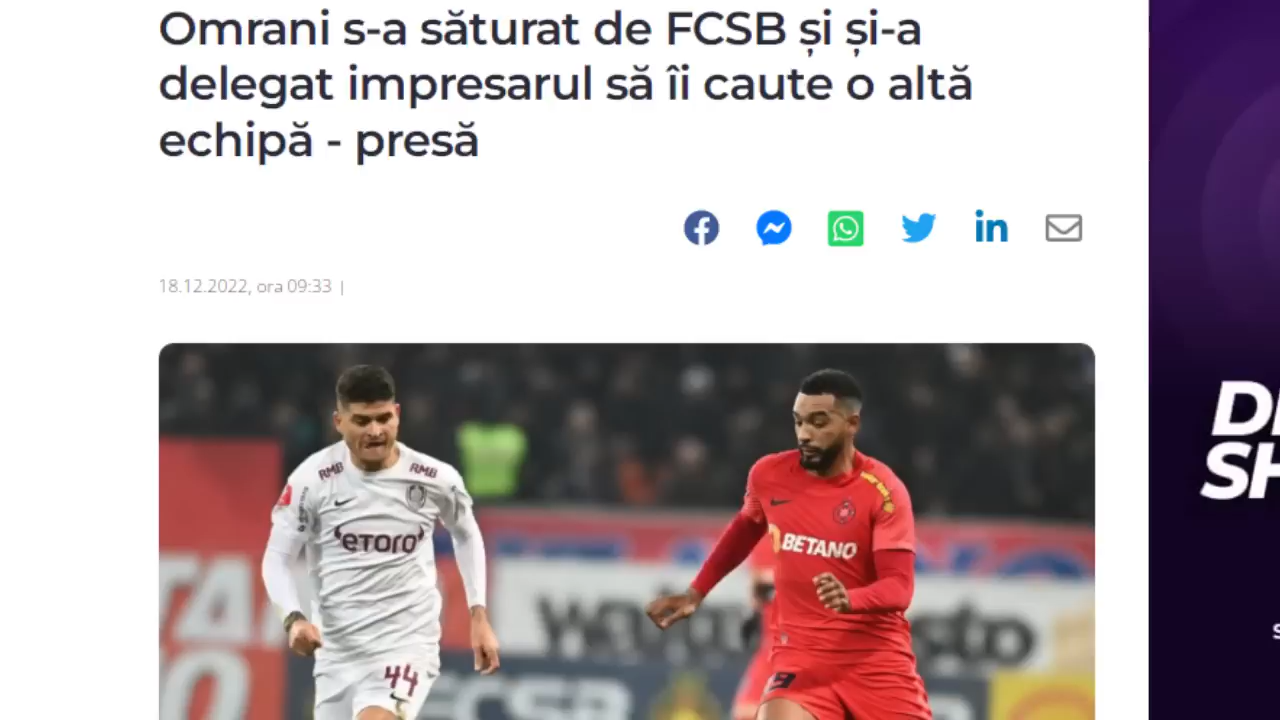 Omrani s-a săturat de FCSB și și-a
delegat impresarul să îi caute o altă
echipă - presă
18.12.2022, ora 09:33 |
RMB RMB
etoro
BETANO
44
9
FCSB